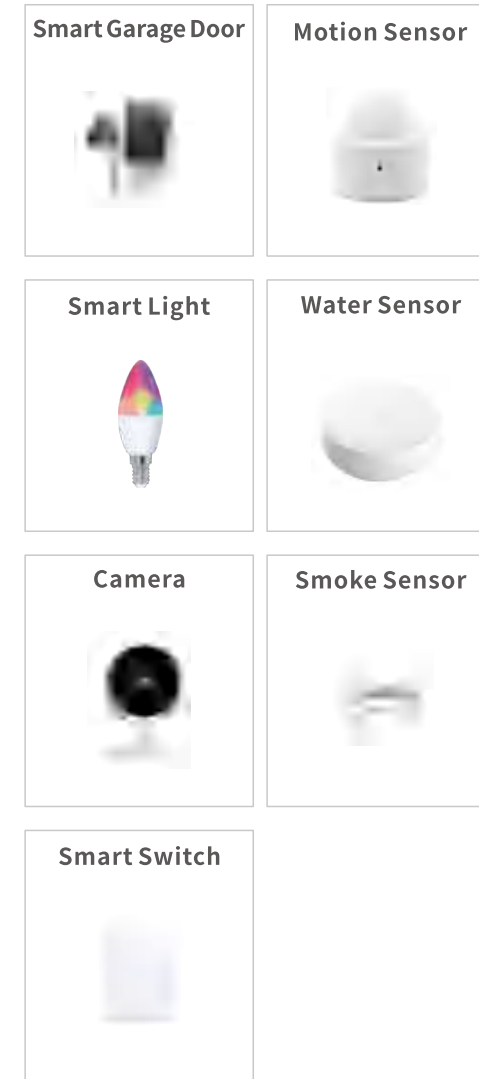 Smart Garage Door
Motion Sensor
Smart Light
Water Sensor
Camera
Smoke Sensor
Smart Switch